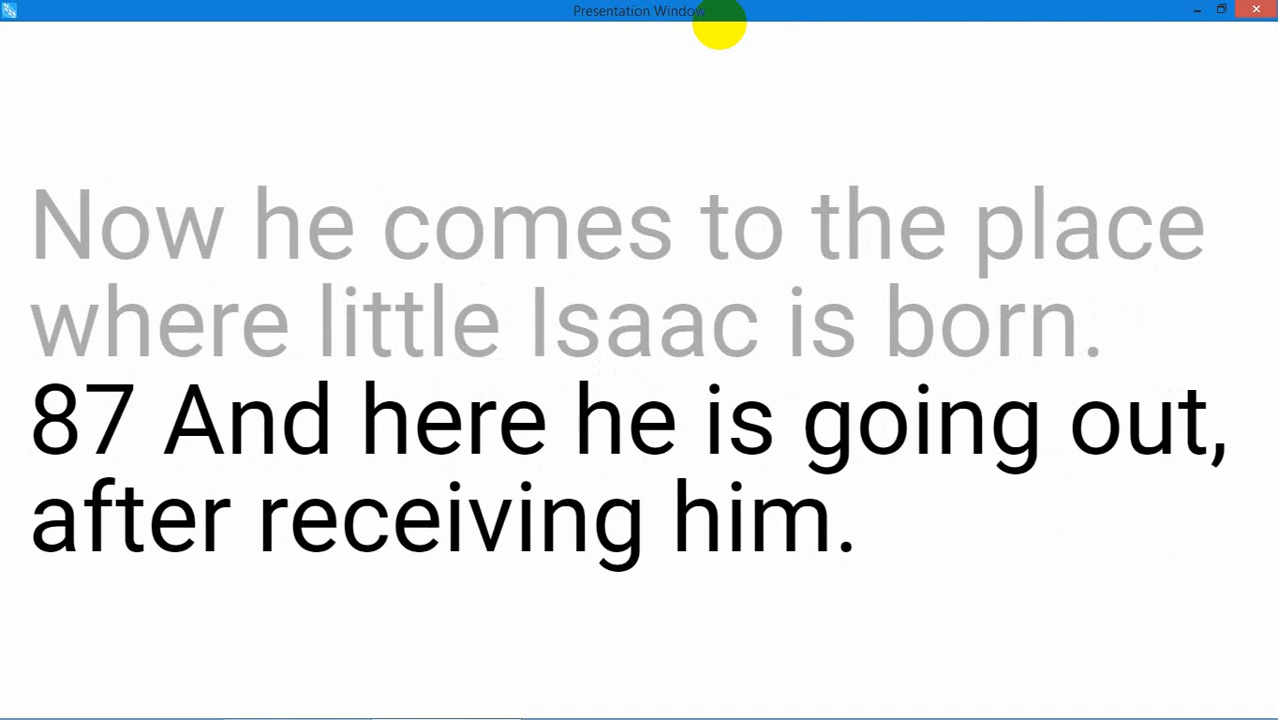 Presentation Window
Now he comes to the place
where little Isaac is born.
87 And here he is going out,
after receiving him.